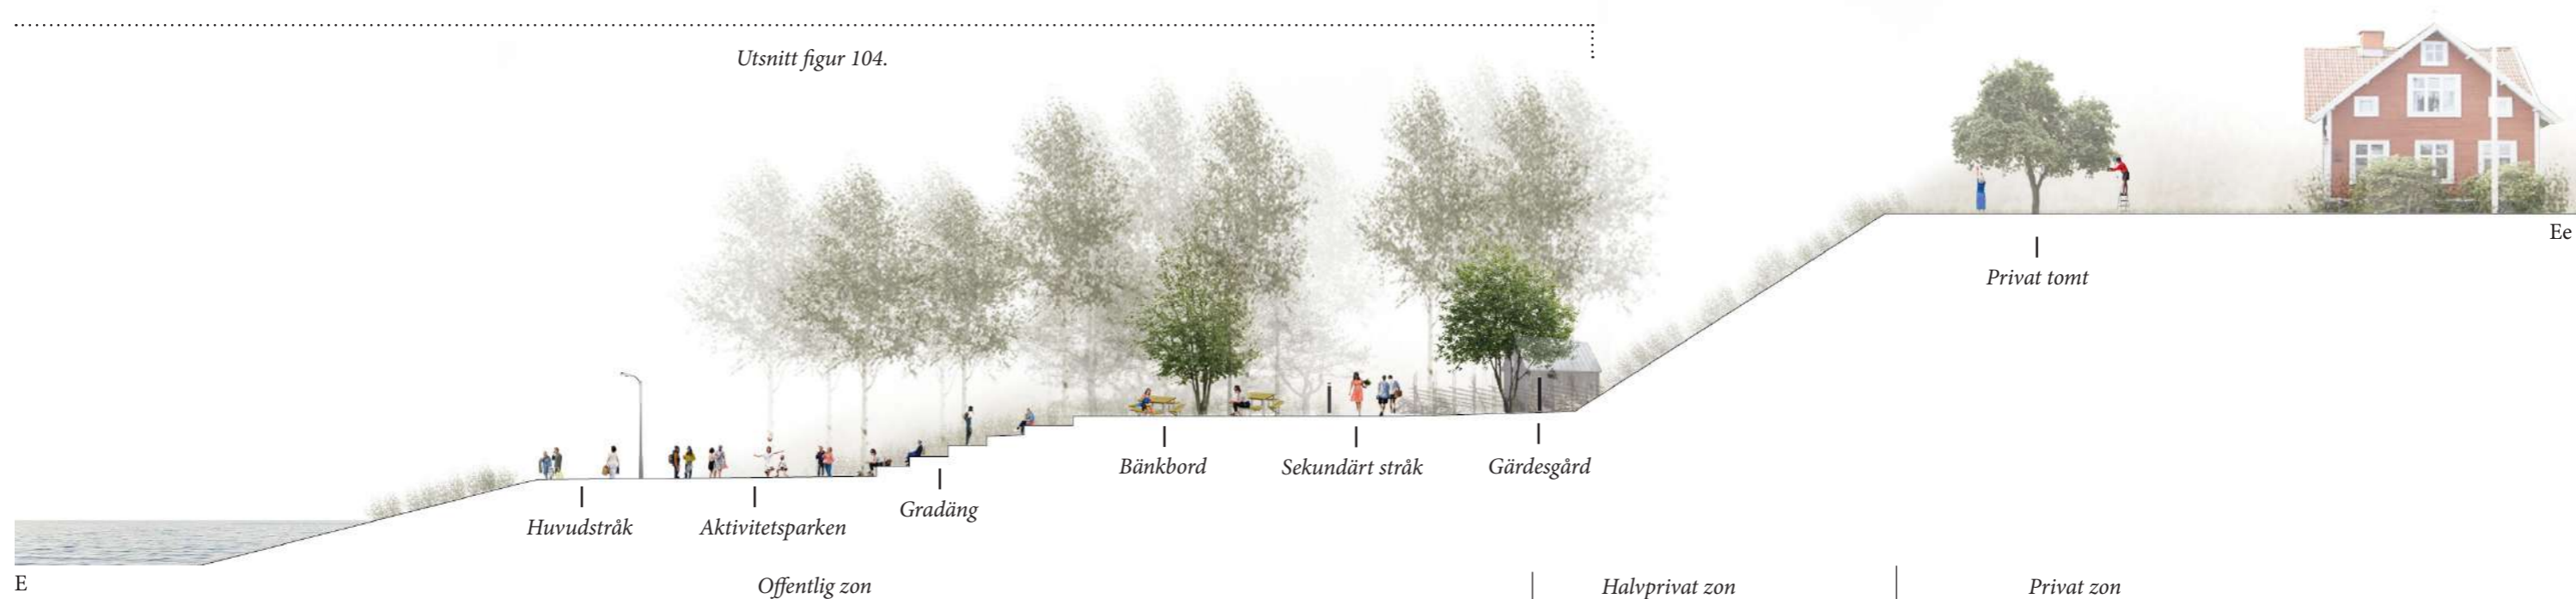 Utsnitt figur 104.
Ee
Privat tomt
Bänkbord
Sekundärt stråk
Gärdesgård
Gradäng
Huvudstråk
Aktivitetsparken
E
Offentlig zon
Halvprivat zon
Privat zon